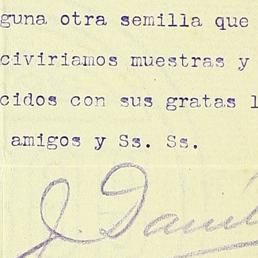 guna otra semilla que
civiriamos muestras y
cidos con sus gratas l
amigos y Ss. Ss.
J.